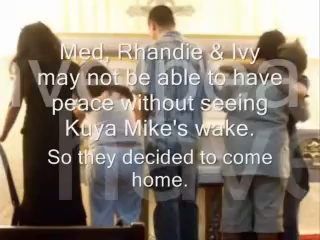 Med, Rhandie & Ivy
may not be able to have
peace without seeing
Kuya Mike's wake.
So they decided to come
home.